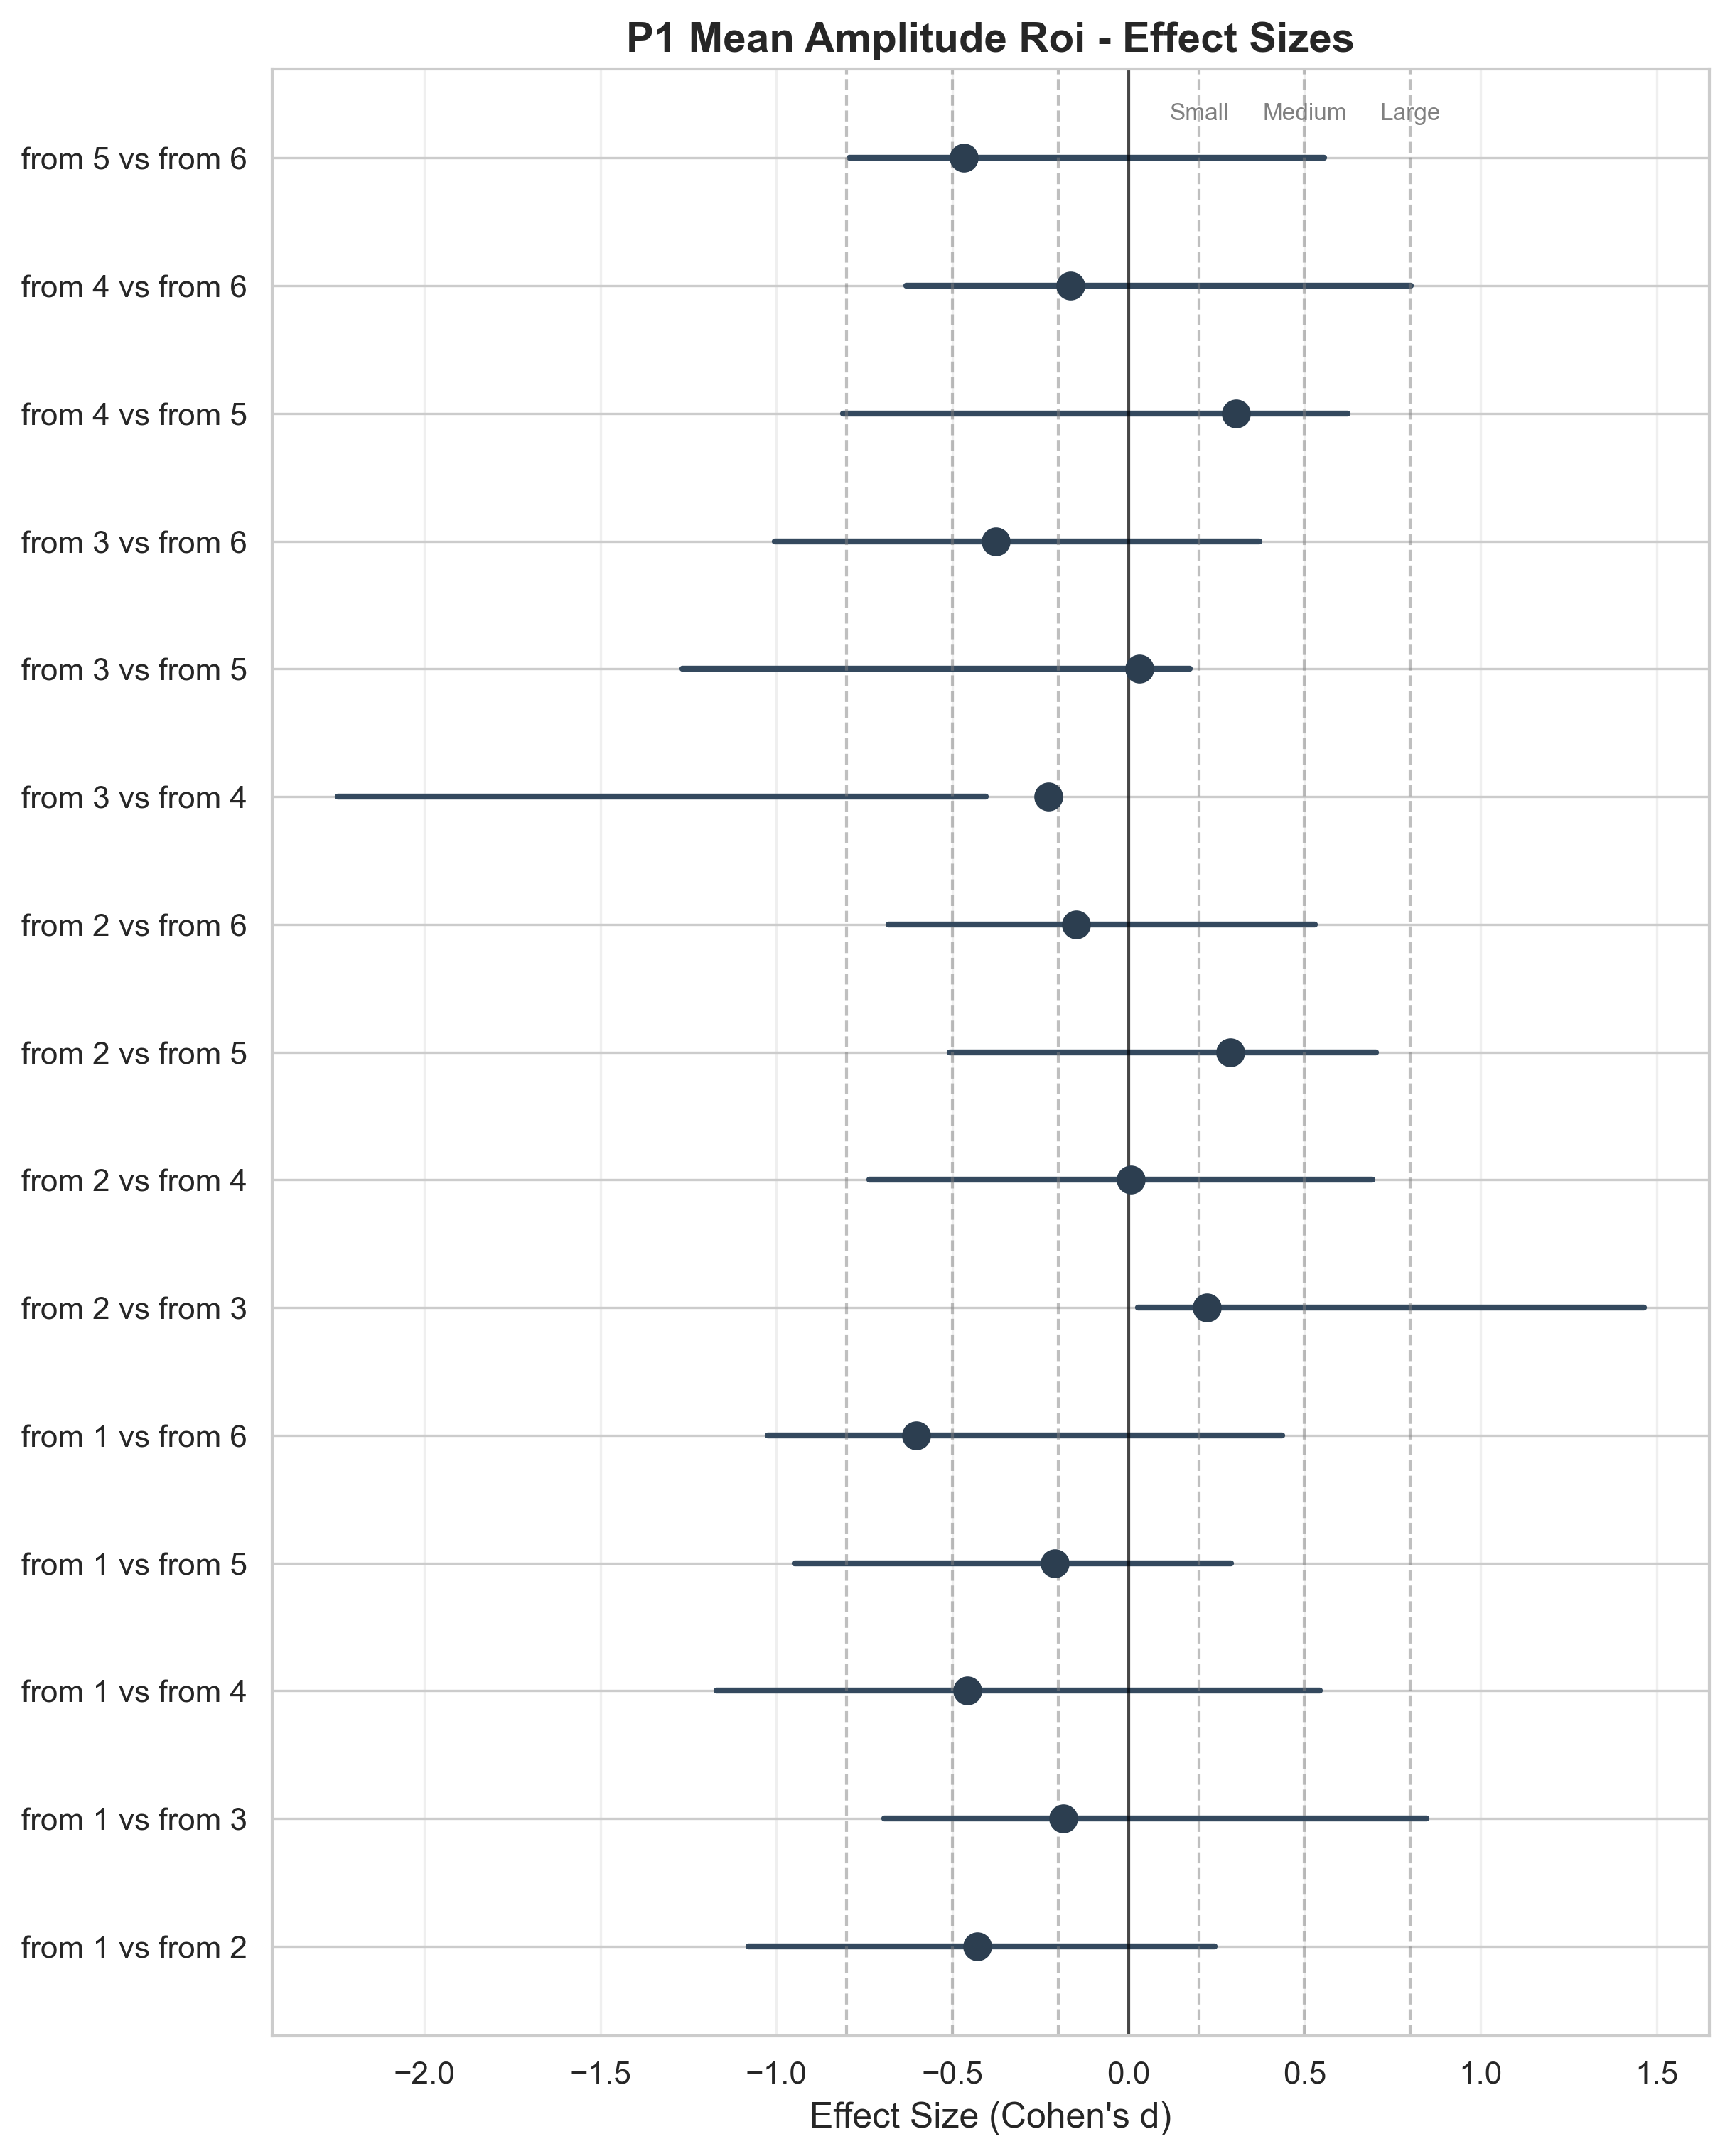 P1 Mean Amplitude Roi - Effect Sizes
Small Medium Large
from 5 vs from 6
from 4 vs from 6
from 4 vs from 5
from 3 vs from 6
from 3 vs from 5
from 3 vs from 4
from 2 vs from 6
from 2 vs from 5
from 2 vs from 4
from 2 vs from 3
from 1 vs from 6
from 1 vs from 5
from 1 vs from 4
from 1 vs from 3
from 1 vs from 2
−2.0 −1.5 −1.0 −0.5 0.0 0.5 1.0 1.5
Effect Size (Cohen's d)